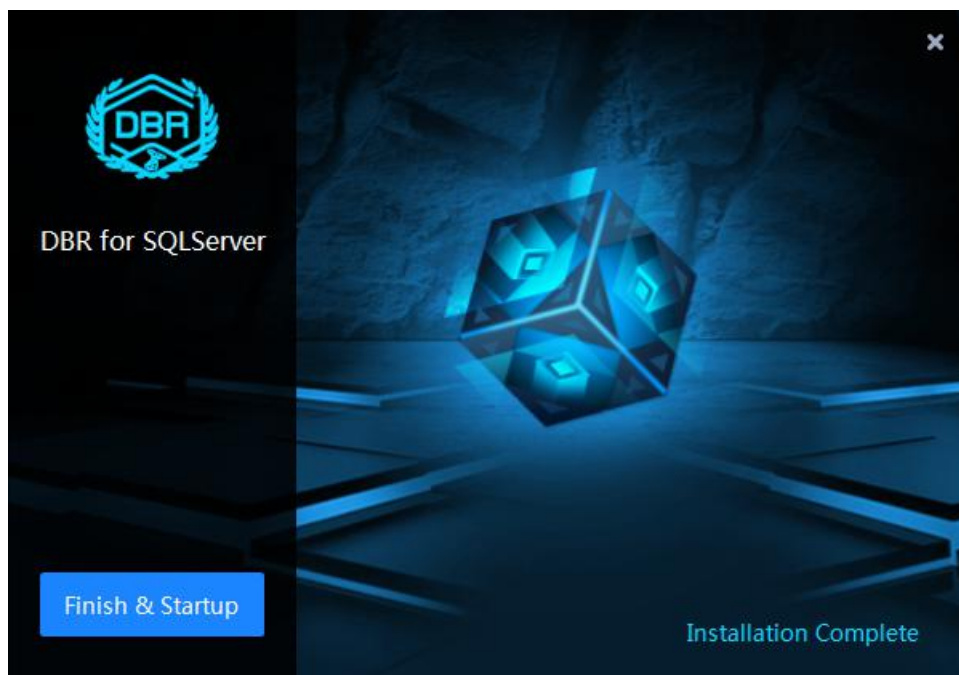 DBR
DBR for SQLServer
Finish & Startup
Installation Complete